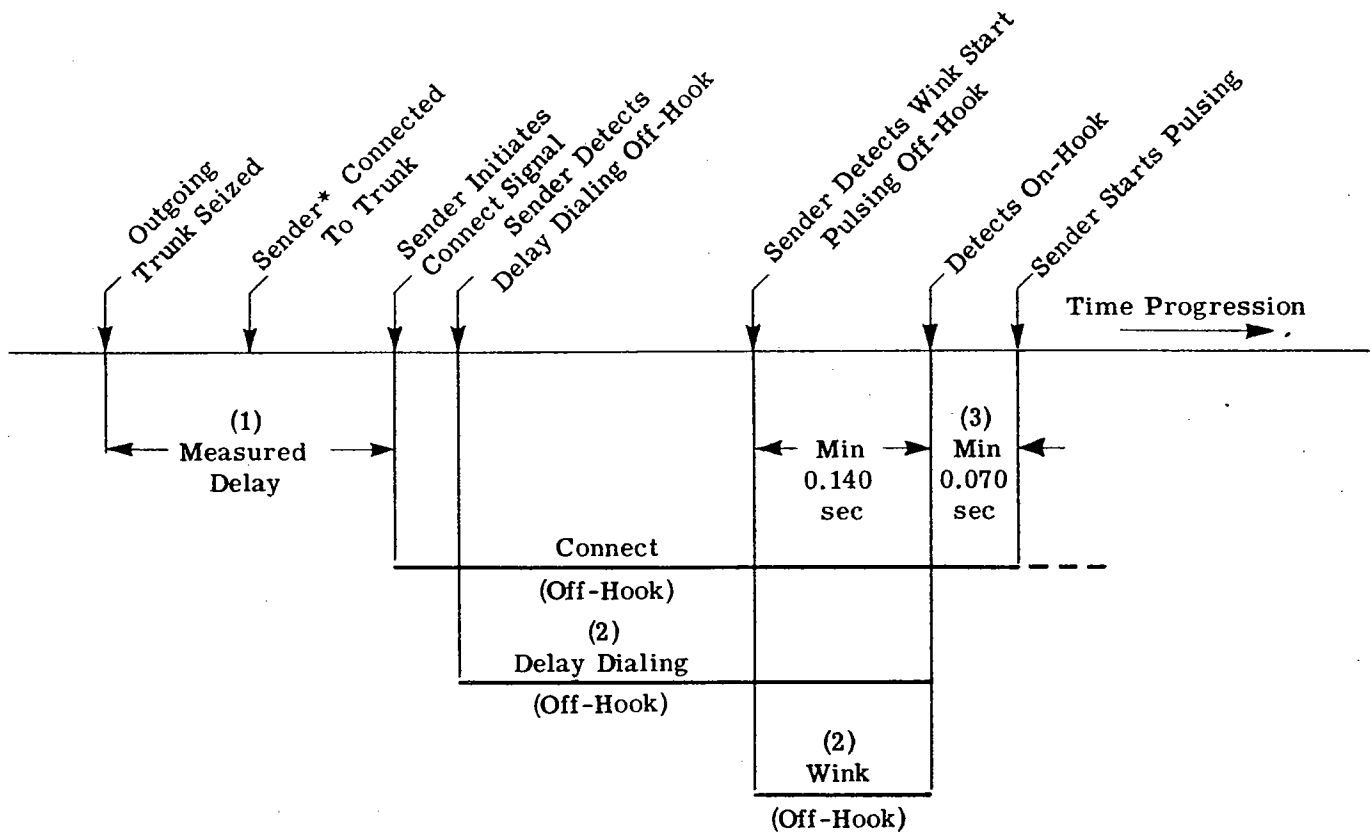 Outgoing
Trunk Seized
Sender* Connected
To Trunk
Sender Initiates
Connect Signal
Sender Detects
Delay Dialing Off-Hook
Sender Detects Wink Start
Pulsing Off-Hook
Detects On-Hook
Sender Starts Pulsing
Time Progression
(1)
Measured
Delay
Min
0.140
sec
(3)
Min
0.070
sec
Connect
(Off-Hook)
(2)
Delay Dialing
(Off-Hook)
(2)
Wink
(Off-Hook)